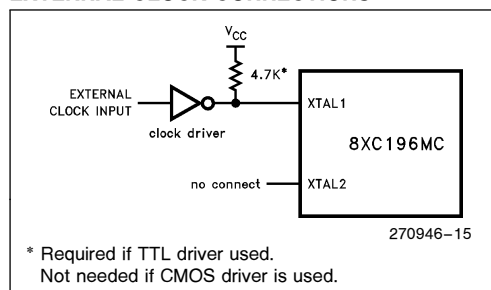 EXTERNAL CLOCK CONNECTIONS
VCC
4.7K*
EXTERNAL
CLOCK INPUT
clock driver
XTAL1
8XC196MC
no connect
XTAL2
270946-15
* Required if TTL driver used.
Not needed if CMOS driver is used.